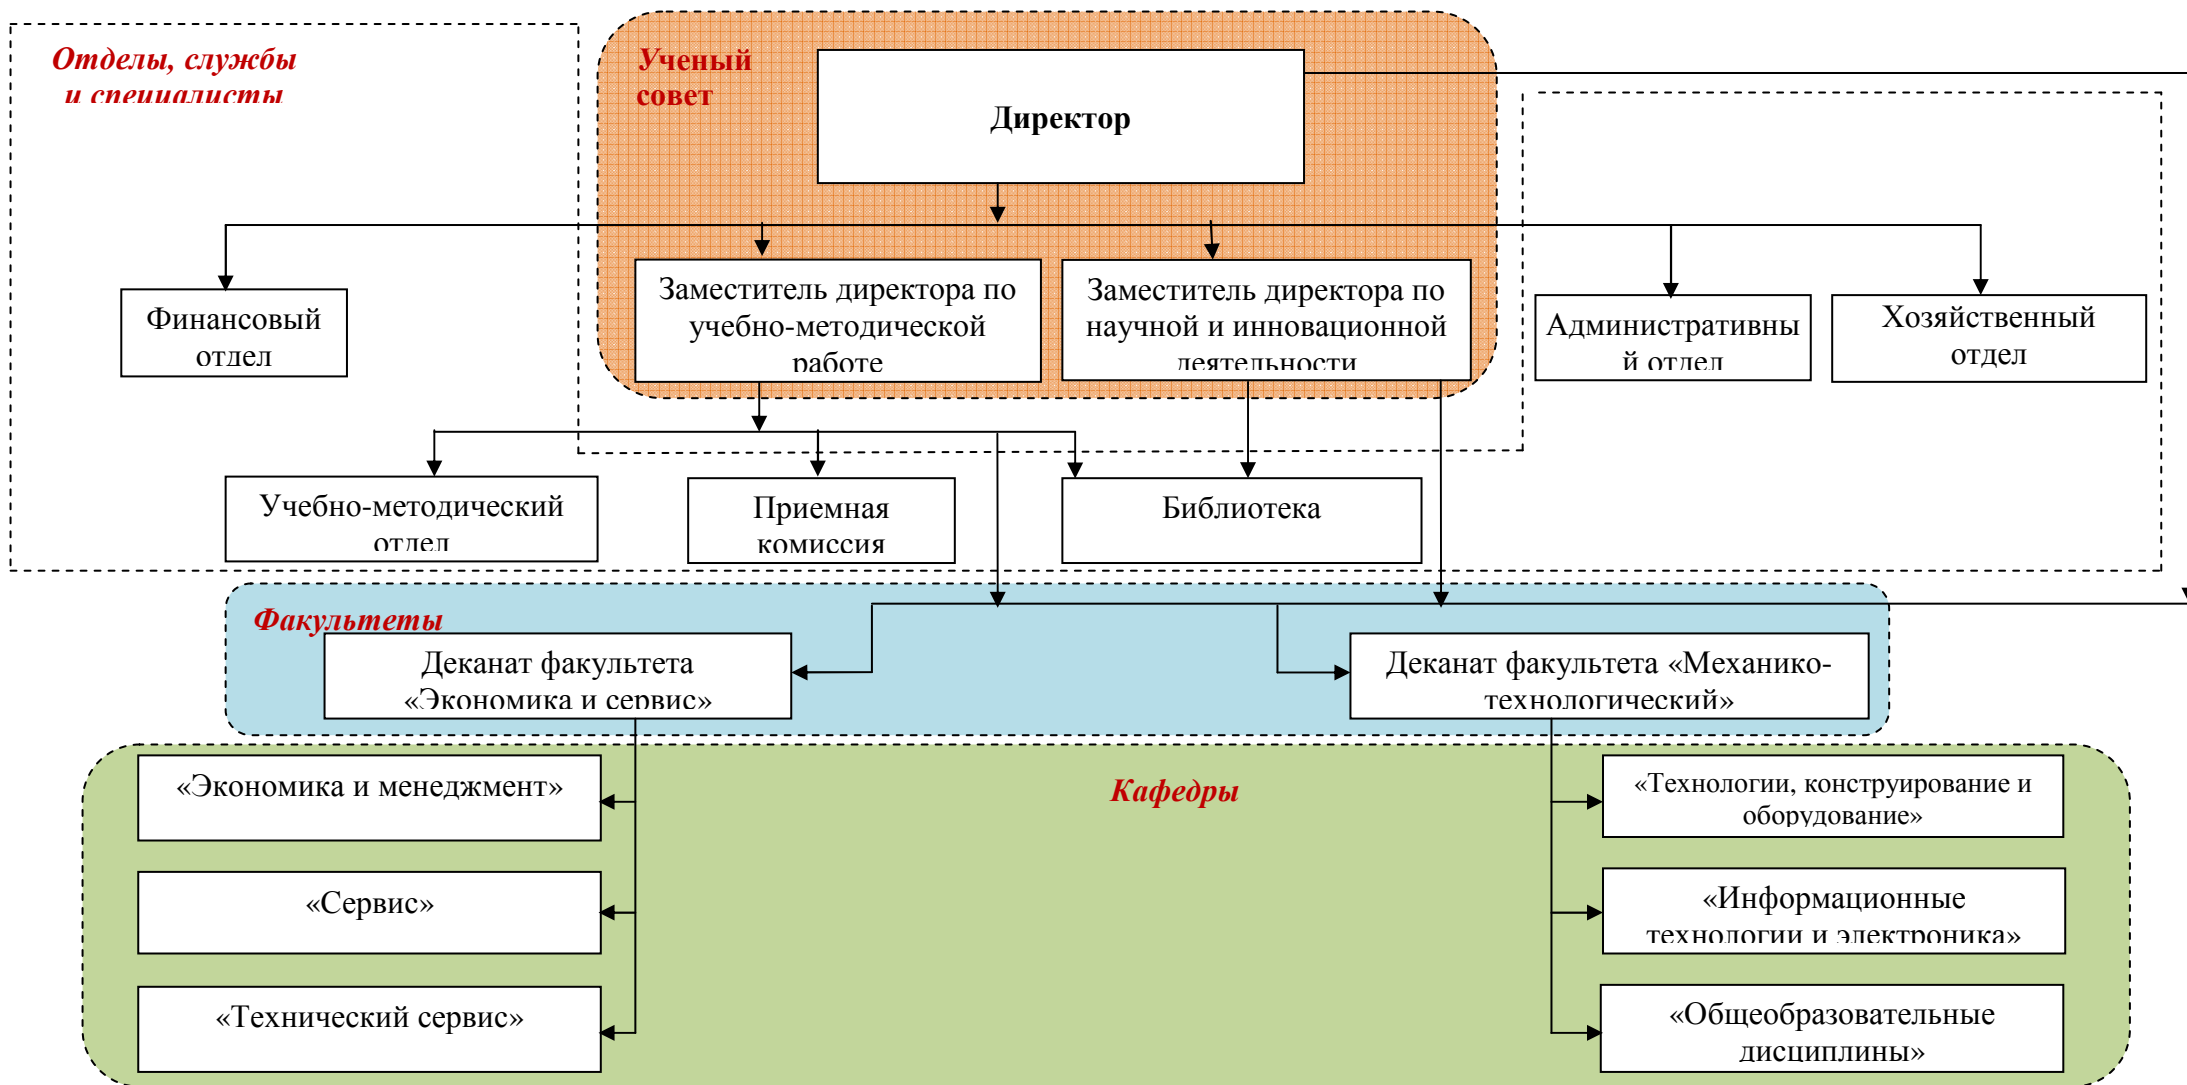 Отделы, службы
и специалисты
Ученый
совет
Директор
Финансовый
отдел
Заместитель директора по
учебно-методической
работе
Заместитель директора по
научной и инновационной
деятельности
Административны
й отдел
Хозяйственный
отдел
Учебно-методический
отдел
Приемная
комиссия
Библиотека
Факультеты
Деканат факультета
«Экономика и сервис»
Деканат факультета «Механико-
технологический»
Кафедры
«Экономика и менеджмент»
«Технологии, конструирование и
оборудование»
«Сервис»
«Информационные
технологии и электроника»
«Технический сервис»
«Общеобразовательные
дисциплины»